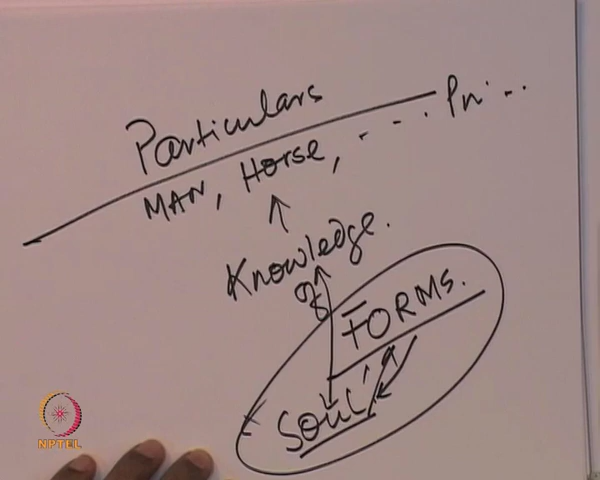 Particulars
MAN, Horse, - - - . Pn ...
Knowledge.
of
FORMS.
SOUL
NPTEL